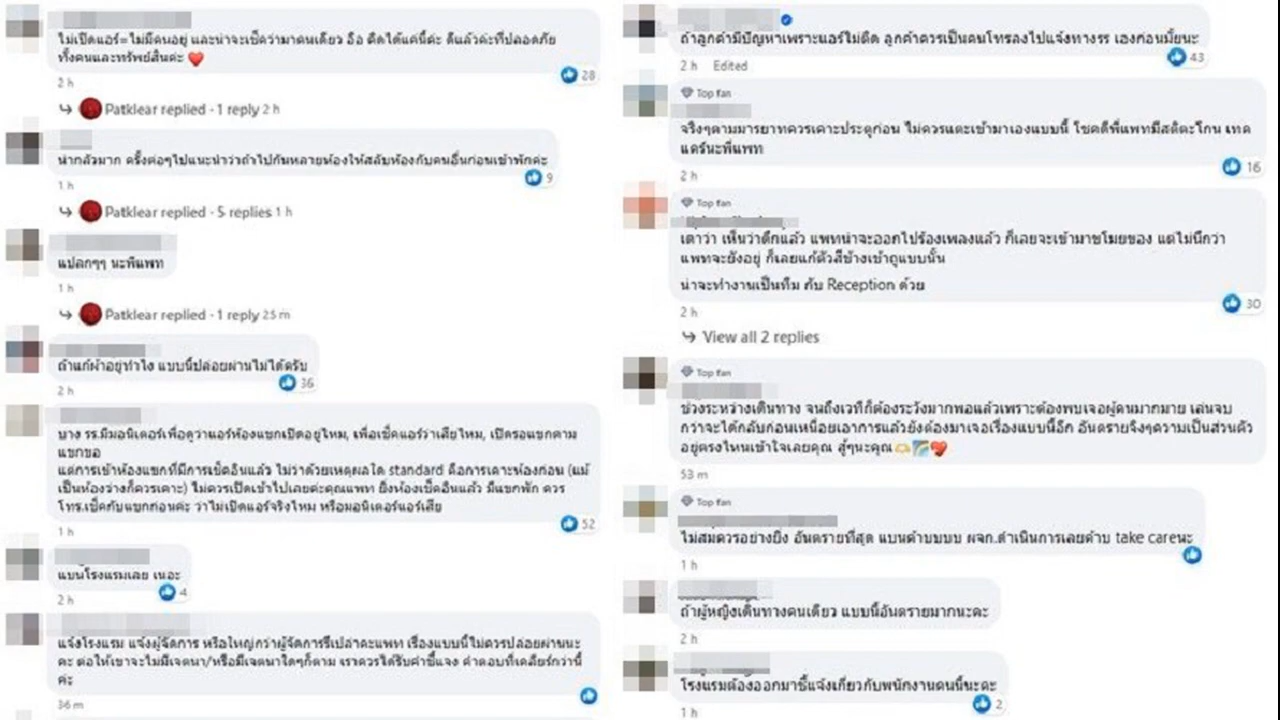 ไม่เปิดแอร์=ไม่มีคนอยู่ และน่าจะเช็คว่ามาคนเดียว อือ คิดได้แค่นี้ค่ะ ดีแล้วค่ะที่ปลอดภัย
ทั้งคนและทรัพย์สินค่ะ ❤️
28
2 h
Patklear replied · 1 reply 2 h
น่ากลัวมาก ครั้งต่อๆไปแนะนำว่าถ้าไปกันหลายห้องให้สลับห้องกับคนอื่นก่อนเข้าพักค่ะ
9
1 h
Patklear replied · 5 replies 1 h
แปลกๆๆ นะพี่แพท
1 h
Patklear replied · 1 reply 25 m
ถ้าแก้ผ้าอยู่ทำไง แบบนี้ปล่อยผ่านไม่ได้ครับ
36
2 h
บาง รร.มีมอนิเตอร์เพื่อดูว่าแอร์ห้องแขกเปิดอยู่ไหม, เพื่อเช็คแอร์ว่าเสียไหม, เปิดรอแขกตาม
แขกขอ
แต่การเข้าห้องแขกที่มีการเช็คอินแล้ว ไม่ว่าด้วยเหตุผลใด standard คือการเคาะห้องก่อน (แม้
เป็นห้องว่างก็ควรเคาะ) ไม่ควรเปิดเข้าไปเลยค่ะคุณแพท ยิ่งห้องเช็คอินแล้ว มีแขกพัก ควร
โทร.เช็คกับแขกก่อนค่ะ ว่าไม่เปิดแอร์จริงไหม หรือมอนิเตอร์แอร์เสีย
52
1 h
แบนโรงแรมเลย เนอะ
4
2 h
แจ้งโรงแรม แจ้งผู้จัดการ หรือใหญ่กว่าผู้จัดการรึเปล่าคะแพท เรื่องแบบนี้ไม่ควรปล่อยผ่านนะ
คะ ต่อให้เขาจะไม่มีเจตนา/หรือมีเจตนาใดๆก็ตาม เราควรได้รับคำชี้แจง คำตอบที่เคลียร์กว่านี้
ค่ะ
36 m
ถ้าลูกค้ามีปัญหาเพราะแอร์ไม่ติด ลูกค้าควรเป็นคนโทรลงไปแจ้งทางรร เองก่อนมั้ยนะ
43
2 h Edited
Top fan
จริงๆตามมารยาทควรเคาะประตูก่อน ไม่ควรแตะเข้ามาเองแบบนี้ โชคดีพี่แพทมีสติตะโกน เทค
แคร์นะพี่แพท
16
2 h
Top fan
เดาว่า เห็นว่าดึกแล้ว แพทน่าจะออกไปร้องเพลงแล้ว ก็เลยจะเข้ามาขโมยของ แต่ไม่นึกว่า
แพทจะยังอยู่ ก็เลยแก้ตัวสีข้างเข้าถูแบบนั้น
น่าจะทำงานเป็นทีม กับ Reception ด้วย
30
2 h
View all 2 replies
Top fan
ช่วงระหว่างเดินทาง จนถึงเวทีก็ต้องระวังมากพอแล้วเพราะต้องพบเจอผู้คนมากมาย เล่นจบ
กว่าจะได้กลับก่อนเหนื่อยเอาการแล้วยังต้องมาเจอเรื่องแบบนี้อีก อันตรายจริงๆความเป็นส่วนตัว
อยู่ตรงไหนเข้าใจเลยคุณ สู้ๆนะคุณ
53 m
Top fan
ไม่สมควรอย่างยิ่ง อันตรายที่สุด แบนค้าบบบบ ผจก.ดำเนินการเลยค้าบ take careนะ
1 h
ถ้าผู้หญิงเดินทางคนเดียว แบบนี้อันตรายมากนะคะ
2 h
โรงแรมต้องออกมาชี้แจ้งเกี่ยวกับพนักงานคนนี้นะคะ
2
1 h